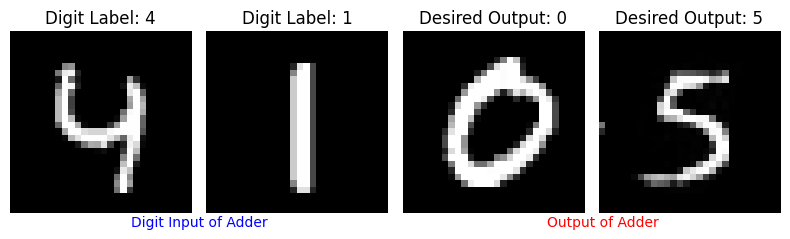 Digit Label: 4 Digit Label: 1 Desired Output: 0 Desired Output: 5
4 1 0 5
Digit Input of Adder Output of Adder